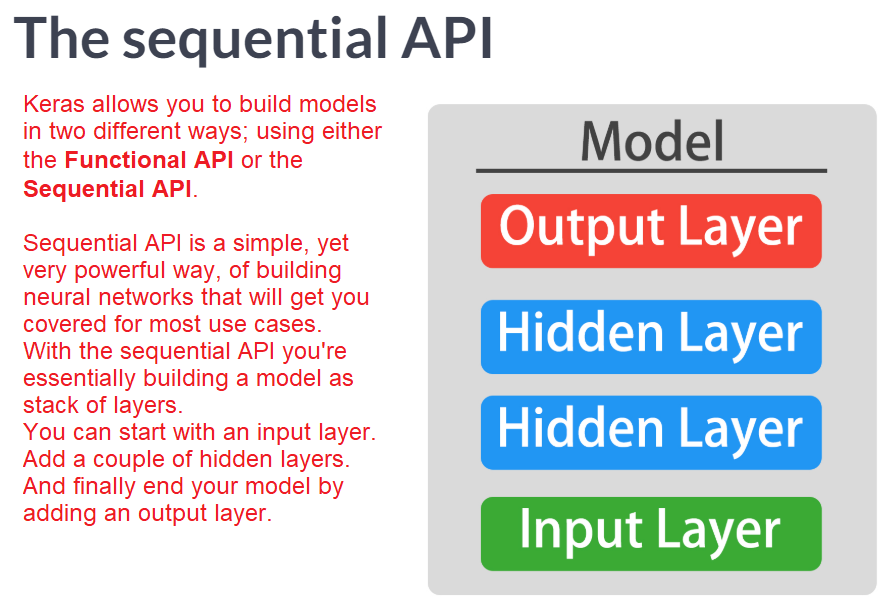 The sequential API
Keras allows you to build models
in two different ways; using either
the Functional API or the
Sequential API.
Sequential API is a simple, yet
very powerful way, of building
neural networks that will get you
covered for most use cases.
With the sequential API you're
essentially building a model as
stack of layers.
You can start with an input layer.
Add a couple of hidden layers.
And finally end your model by
adding an output layer.
Model
Output Layer
Hidden Layer
Hidden Layer
Input Layer